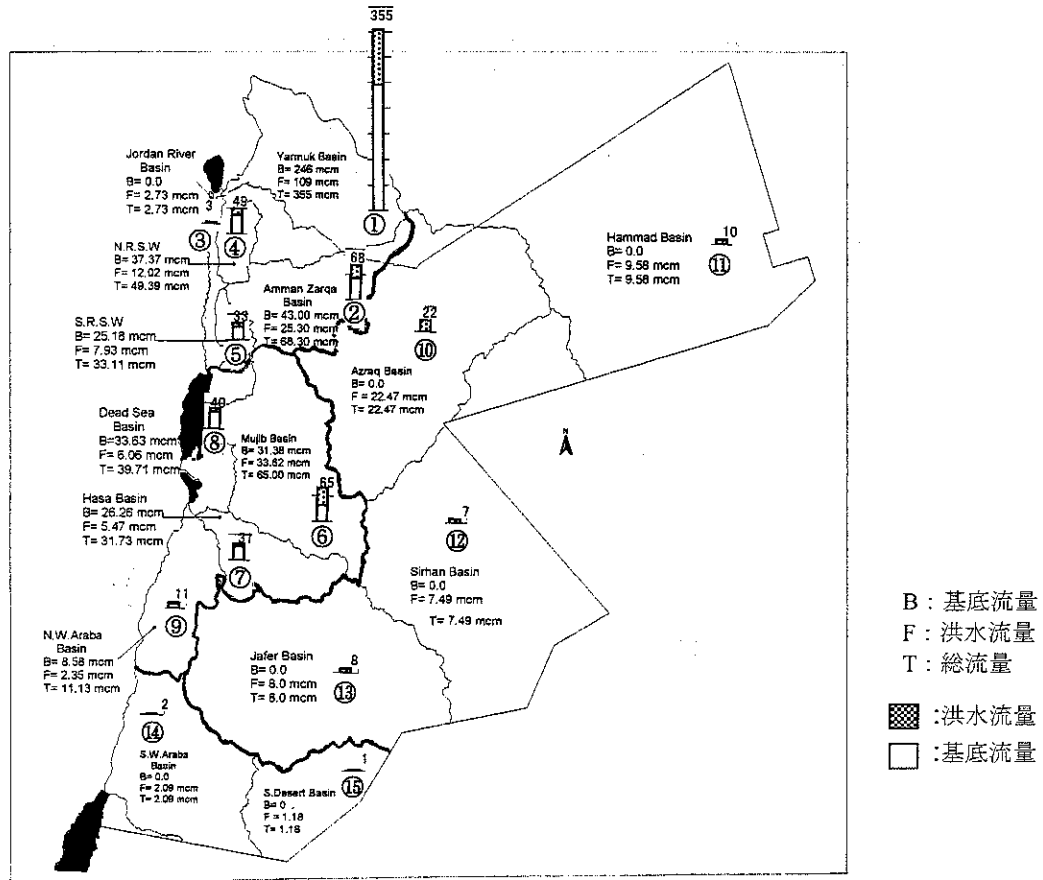 355
Jordan River
Basin
B= 0.0
F= 2.73 mcm
T= 2.73 mcm
3
③
Yarmuk Basin
B= 246 mcm
F= 109 mcm
T= 355 mcm
①
49
④
N.R.S.W
B= 37.37 mcm
F= 12.02 mcm
T= 49.39 mcm
68
②
Amman Zarqa
Basin
B= 43.00 mcm
F= 25.30 mcm
T= 68.30 mcm
Hammad Basin
B= 0.0
F= 9.58 mcm
T= 9.58 mcm
10
⑪
S.R.S.W
B= 25.18 mcm
F= 7.93 mcm
T= 33.11 mcm
33
⑤
22
⑩
Azraq Basin
B= 0.0
F = 22.47 mcm
T= 22.47 mcm
Dead Sea
Basin
B=33.63 mcm
F= 6.06 mcm
T= 39.71 mcm
40
⑧
Mujib Basin
B= 31.38 mcm
F= 33.62 mcm
T= 65.00 mcm
65
⑥
N
Hasa Basin
B= 26.26 mcm
F= 5.47 mcm
T= 31.73 mcm
⑦
7
⑫
Sirhan Basin
B= 0.0
F= 7.49 mcm
T= 7.49 mcm
11
⑨
N.W.Araba
Basin
B= 8.58 mcm
F= 2.35 mcm
T= 11.13 mcm
Jafer Basin
B= 0.0
F= 8.0 mcm
T= 8.0 mcm
8
⑬
2
⑭
S.W.Araba
Basin
B= 0.0
F= 2.09 mcm
T= 2.09 mcm
S.Desert Basin
B= 0
F = 1.18
T= 1.18
1
⑮
B : 基底流量
F : 洪水流量
T : 総流量
:洪水流量
:基底流量